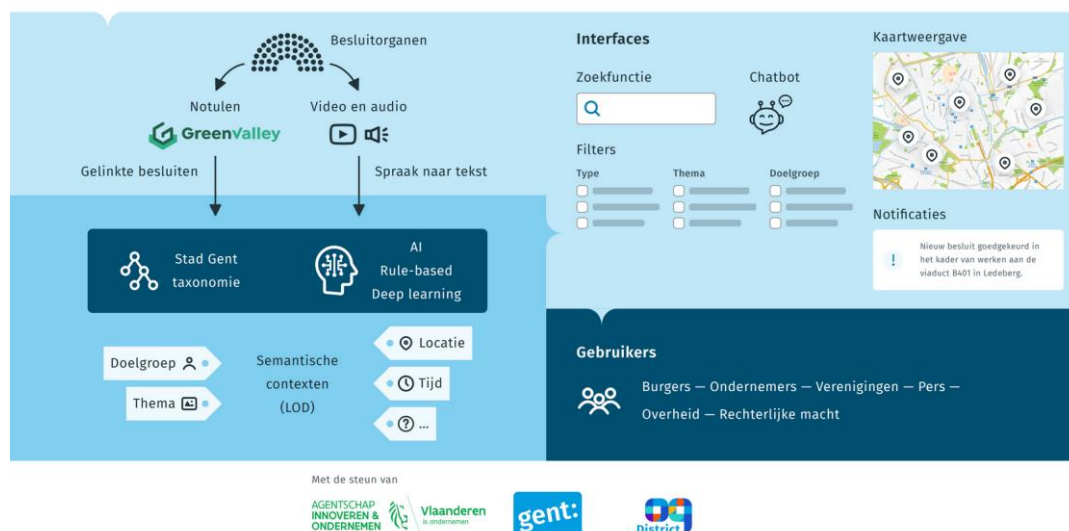 Besluitorganen
Notulen
Video en audio
GreenValley
Gelinkte besluiten
Spraak naar tekst
Stad Gent
taxonomie
AI
Rule-based
Deep learning
Doelgroep
Thema
Semantische
contexten
(LOD)
Locatie
Tijd
...
Interfaces
Zoekfunctie
Chatbot
Filters
Type
Thema
Doelgroep
Kaartweergave
Notificaties
Nieuw besluit goedgekeurd in
het kader van werken aan de
viaduct B401 in Ledeberg.
Gebruikers
Burgers — Ondernemers — Verenigingen — Pers —
Overheid — Rechterlijke macht
Met de steun van
AGENTSCHAP
INNOVEREN &
ONDERNEMEN
Vlaanderen
is ondernemen
gent:
District